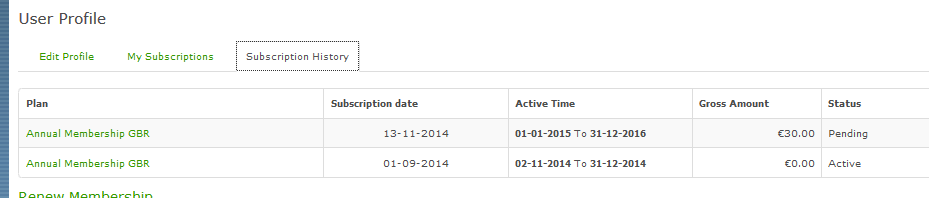 User Profile
Edit Profile My Subscriptions Subscription History
Plan Subscription date Active Time Gross Amount Status
Annual Membership GBR 13-11-2014 01-01-2015 To 31-12-2016 €30.00 Pending
Annual Membership GBR 01-09-2014 02-11-2014 To 31-12-2014 €0.00 Active
Renew Membership